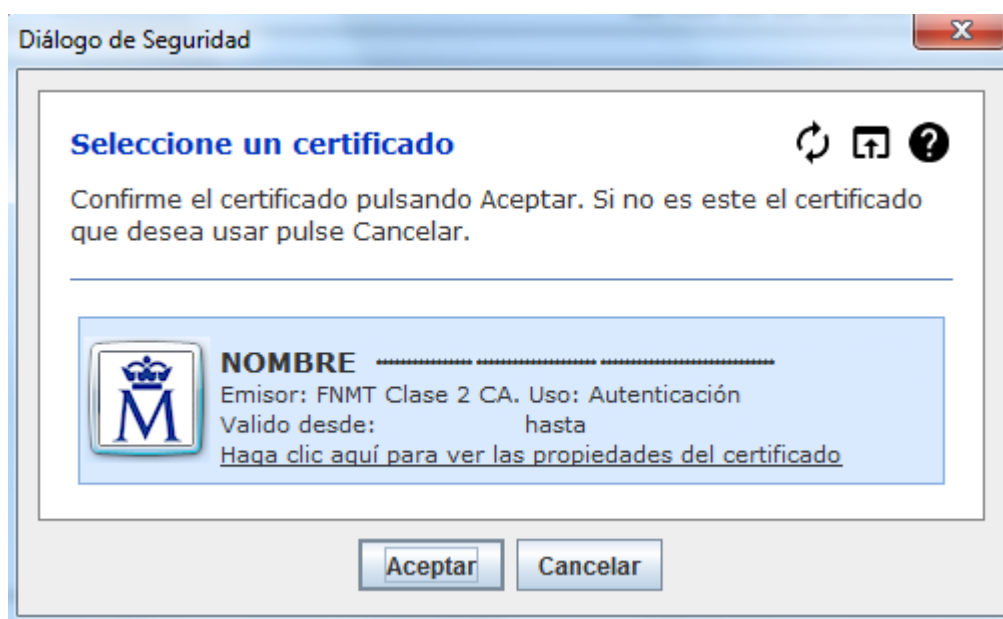 Diálogo de Seguridad
Seleccione un certificado
Confirme el certificado pulsando Aceptar. Si no es este el certificado
que desea usar pulse Cancelar.
NOMBRE
Emisor: FNMT Clase 2 CA. Uso: Autenticación
Valido desde: hasta
Haga clic aquí para ver las propiedades del certificado
Aceptar Cancelar